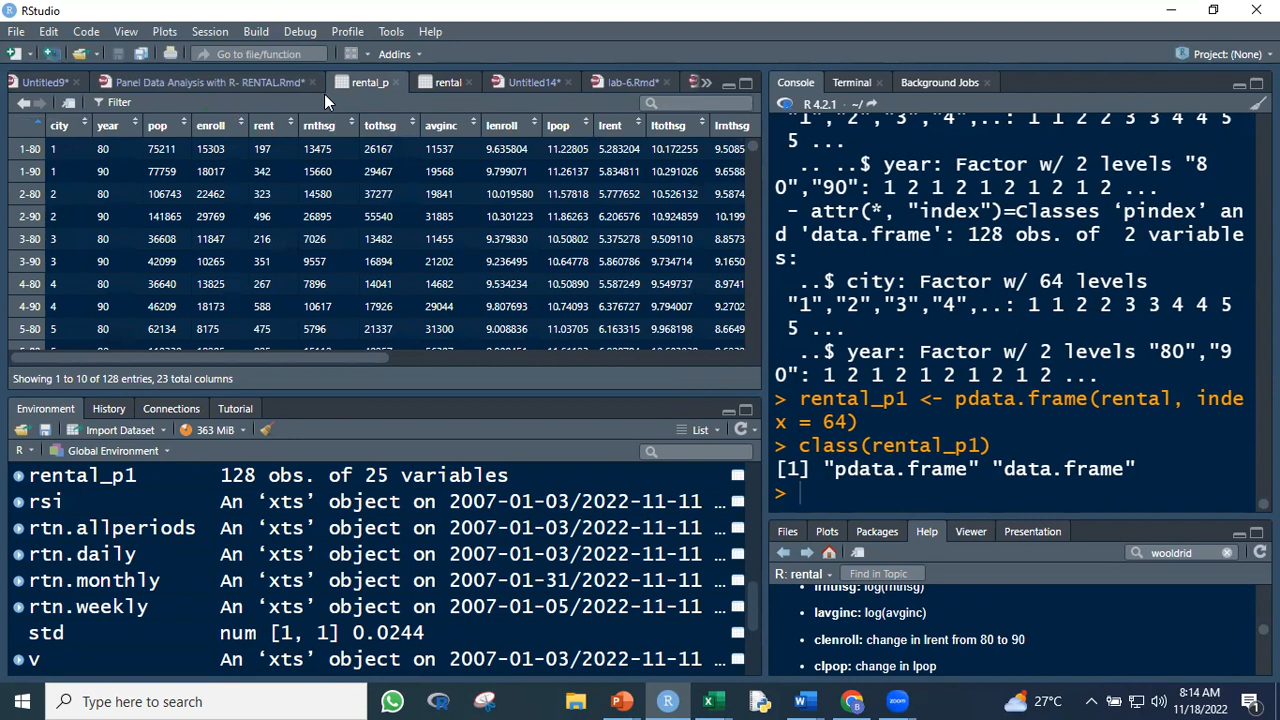 RStudio
File Edit Code View Plots Session Build Debug Profile Tools Help
Go to file/function Addins Project: (None)
Untitled9* Panel Data Analysis with R- RENTAL.Rmd* rental_p rental Untitled14* lab-6.Rmd*
Filter
city year pop enroll rent rnthsg tothsg avginc lenroll lpop lrent ltothsg lrnthsg
1-80 1 80 75211 15303 197 13475 26167 11537 9.635804 11.22805 5.283204 10.172255 9.5085
1-90 1 90 77759 18017 342 15660 29467 19568 9.799071 11.26137 5.834811 10.291026 9.6588
2-80 2 80 106743 22462 323 14580 37277 19841 10.019580 11.57818 5.777652 10.526132 9.5874
2-90 2 90 141865 29769 496 26895 55540 31885 10.301223 11.86263 6.206576 10.924859 10.199
3-80 3 80 36608 11847 216 7026 13482 11455 9.379830 10.50802 5.375278 9.509110 8.8573
3-90 3 90 42099 10265 351 9557 16894 21202 9.236495 10.64778 5.860786 9.734714 9.1650
4-80 4 80 36640 13825 267 7896 14041 14682 9.534234 10.50890 5.587249 9.549737 8.9741
4-90 4 90 46209 18173 588 10617 17926 29044 9.807693 10.74093 6.376727 9.794007 9.2702
5-80 5 80 62134 8175 475 5796 21337 31300 9.008836 11.03705 6.163315 9.968198 8.6649
Showing 1 to 10 of 128 entries, 23 total columns
Environment History Connections Tutorial
Import Dataset 363 MiB List
R Global Environment
rental_p1 128 obs. of 25 variables
rsi An ‘xts’ object on 2007-01-03/2022-11-11 ...
rtn.allperiods An ‘xts’ object on 2007-01-03/2022-11-11 ...
rtn.daily An ‘xts’ object on 2007-01-03/2022-11-11 ...
rtn.monthly An ‘xts’ object on 2007-01-31/2022-11-11 ...
rtn.weekly An ‘xts’ object on 2007-01-05/2022-11-11 ...
std num [1, 1] 0.0244
v An ‘xts’ object on 2007-01-03/2022-11-11 ...
Console Terminal Background Jobs
R 4.2.1 · ~/
"1","2","3","4",..: 1 1 2 2 3 3 4 4 5
5 ...
.. ..$ year: Factor w/ 2 levels "8
0","90": 1 2 1 2 1 2 1 2 1 2 ...
- attr(*, "index")=Classes ‘pindex’ an
d 'data.frame': 128 obs. of 2 variable
s:
..$ city: Factor w/ 64 levels
"1","2","3","4",..: 1 1 2 2 3 3 4 4 5
5 ...
..$ year: Factor w/ 2 levels "80","9
0": 1 2 1 2 1 2 1 2 1 2 ...
> rental_p1 <- pdata.frame(rental, inde
x = 64)
> class(rental_p1)
[1] "pdata.frame" "data.frame"
>
Files Plots Packages Help Viewer Presentation
wooldrid
R: rental Find in Topic
lrnthsg: log(rnthsg)
lavginc: log(avginc)
clenroll: change in lrent from 80 to 90
clpop: change in lpop
Type here to search 27°C 8:14 AM
11/18/2022